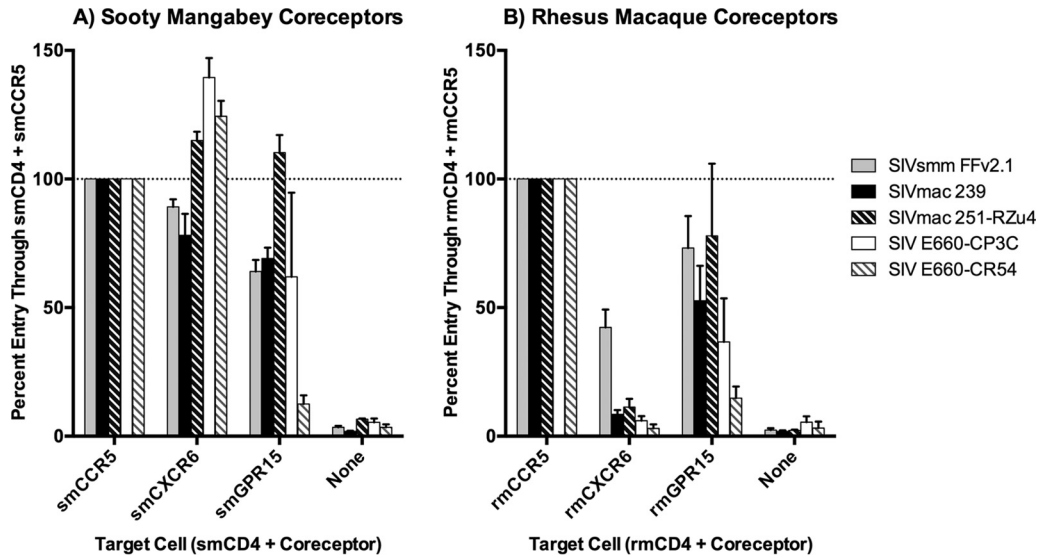 A) Sooty Mangabey Coreceptors
Percent Entry Through smCD4 + smCCR5
150
100
50
0
smCCR5
smCXCR6
smGPR15
None
Target Cell (smCD4 + Coreceptor)
B) Rhesus Macaque Coreceptors
Percent Entry Through rmCD4 + rmCCR5
150
100
50
0
rmCCR5
rmCXCR6
rmGPR15
None
Target Cell (rmCD4 + Coreceptor)
SIVsmm FFv2.1
SIVmac 239
SIVmac 251-RZu4
SIV E660-CP3C
SIV E660-CR54